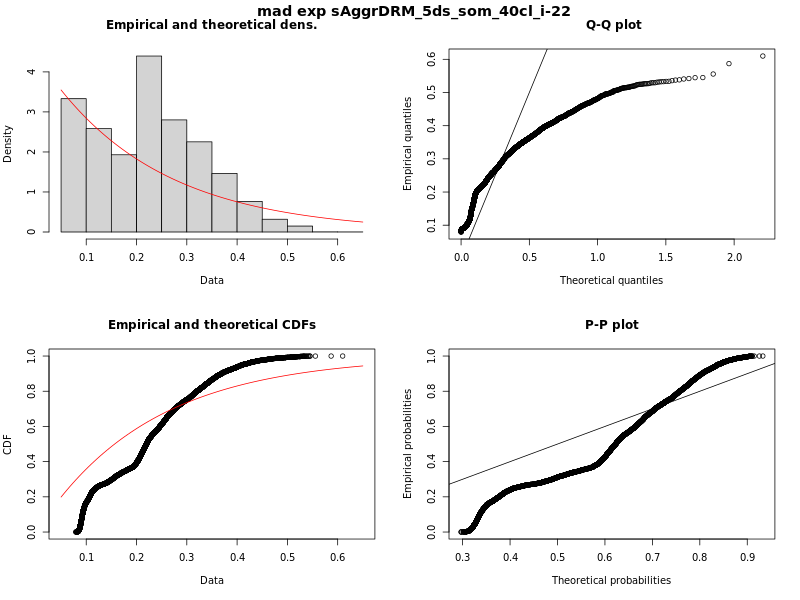 mad exp sAggrDRM_5ds_som_40cl_i-22
Empirical and theoretical dens.
Density
0 1 2 3 4
0.1 0.2 0.3 0.4 0.5 0.6
Data
Q-Q plot
Empirical quantiles
0.1 0.2 0.3 0.4 0.5 0.6
0.0 0.5 1.0 1.5 2.0
Theoretical quantiles
Empirical and theoretical CDFs
CDF
0.0 0.2 0.4 0.6 0.8 1.0
0.1 0.2 0.3 0.4 0.5 0.6
Data
P-P plot
Empirical probabilities
0.0 0.2 0.4 0.6 0.8 1.0
0.3 0.4 0.5 0.6 0.7 0.8 0.9
Theoretical probabilities